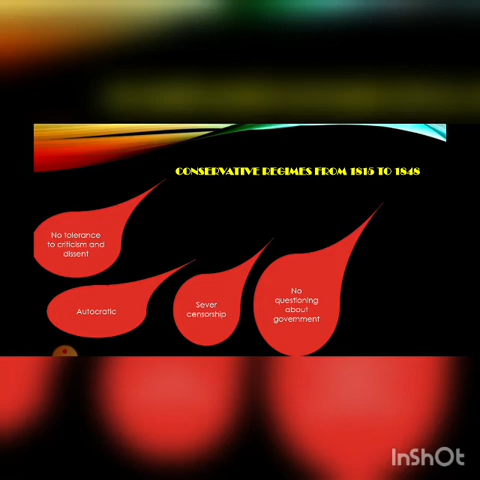 CONSERVATIVE REGIMES FROM 1815 TO 1848
No tolerance
to criticism and
dissent
Autocratic
Sever
censorship
No
questioning
about
government
InShOt